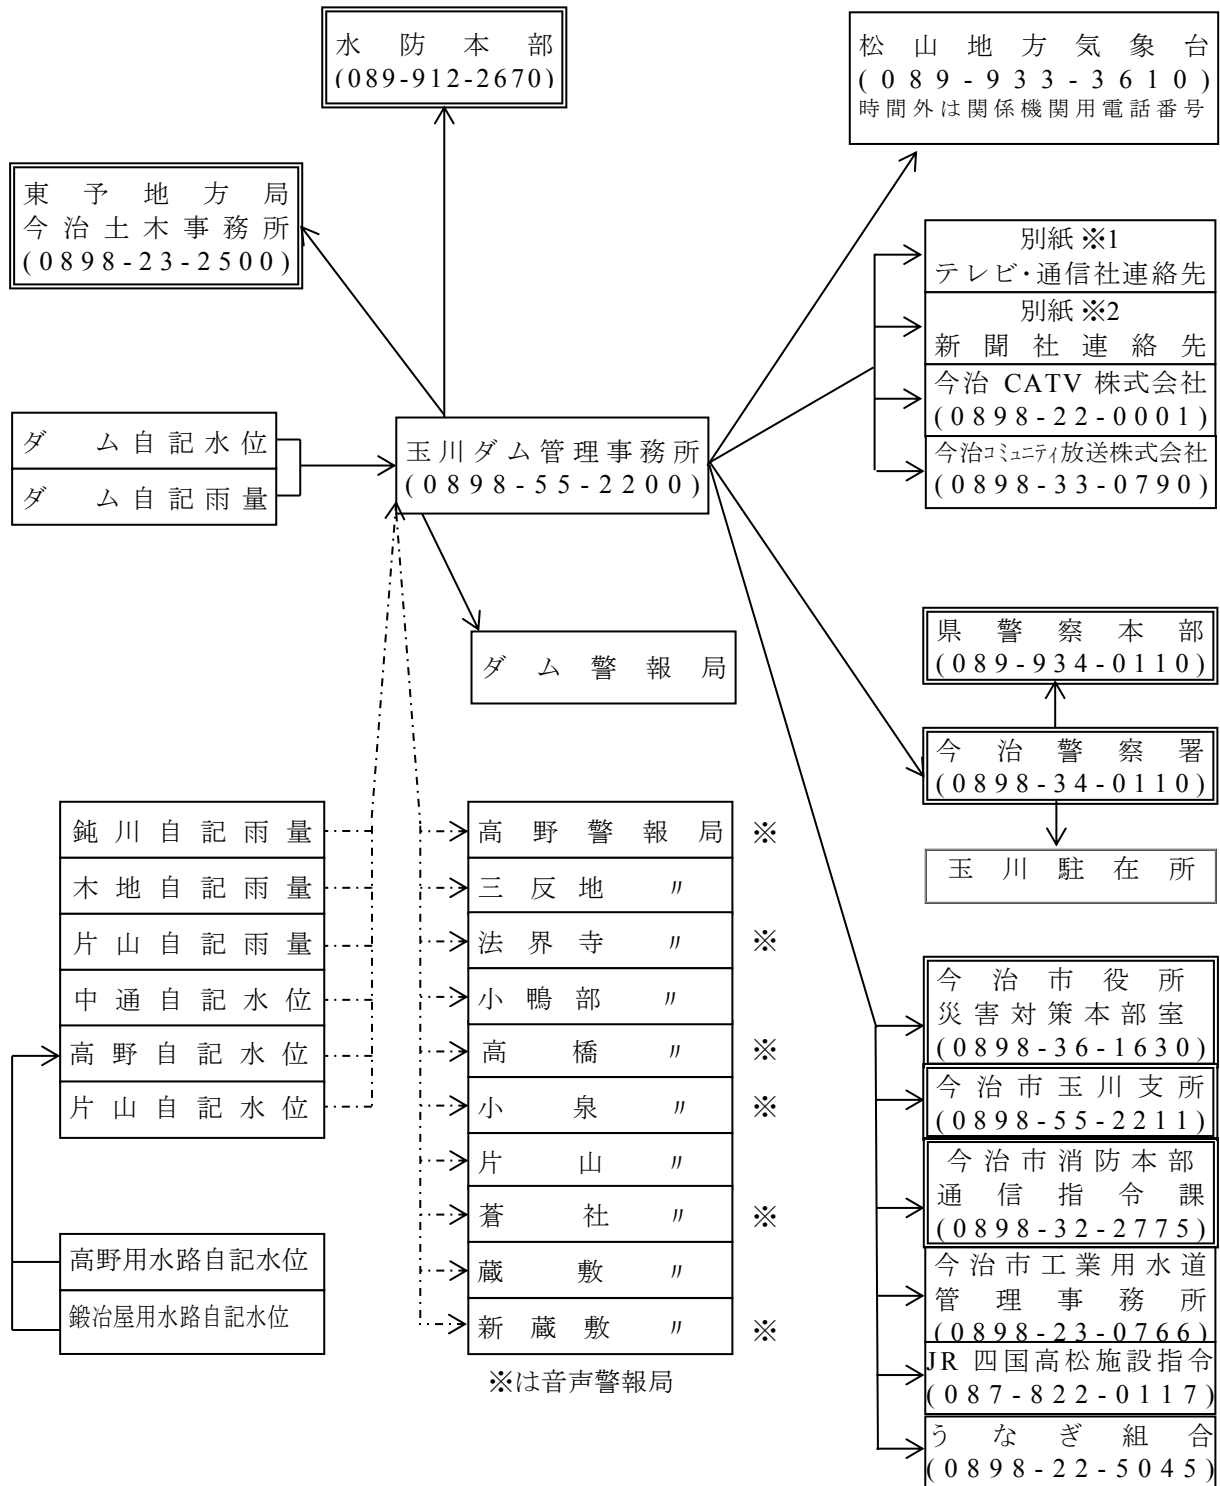 水防本部
(089-912-2670)
松山地方気象台
(089-933-3610)
時間外は関係機関用電話番号
東予地方局
今治土木事務所
(0898-23-2500)
別紙※1
テレビ・通信社連絡先
別紙※2
新聞社連絡先
今治 CATV 株式会社
(0898-22-0001)
今治コミュニティ放送株式会社
(0898-33-0790)
ダム自記水位
ダム自記雨量
玉川ダム管理事務所
(0898-55-2200)
ダム警報局
県警察本部
(089-934-0110)
今治警察署
(0898-34-0110)
玉川駐在所
鈍川自記雨量
木地自記雨量
片山自記雨量
中通自記水位
高野自記水位
片山自記水位
高野用水路自記水位
鍛冶屋用水路自記水位
高野警報局 ※
三反地 〃
法界寺 〃 ※
小鴨部 〃
高橋 〃 ※
小泉 〃 ※
片山 〃
蒼社 〃 ※
蔵敷 〃
新蔵敷 〃 ※
※は音声警報局
今治市役所
災害対策本部室
(0898-36-1630)
今治市玉川支所
(0898-55-2211)
今治市消防本部
通信指令課
(0898-32-2775)
今治市工業用水道
管理事務所
(0898-23-0766)
JR 四国高松施設指令
(087-822-0117)
うなぎ組合
(0898-22-5045)